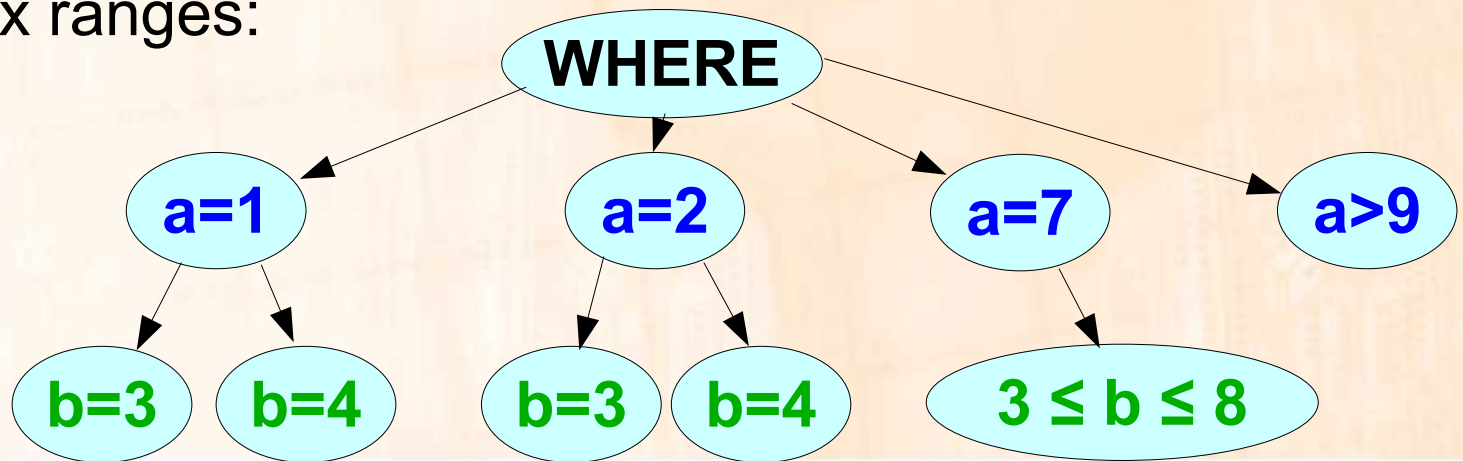 x ranges:
WHERE
a=1 a=2 a=7 a>9
b=3 b=4 b=3 b=4 3 ≤ b ≤ 8